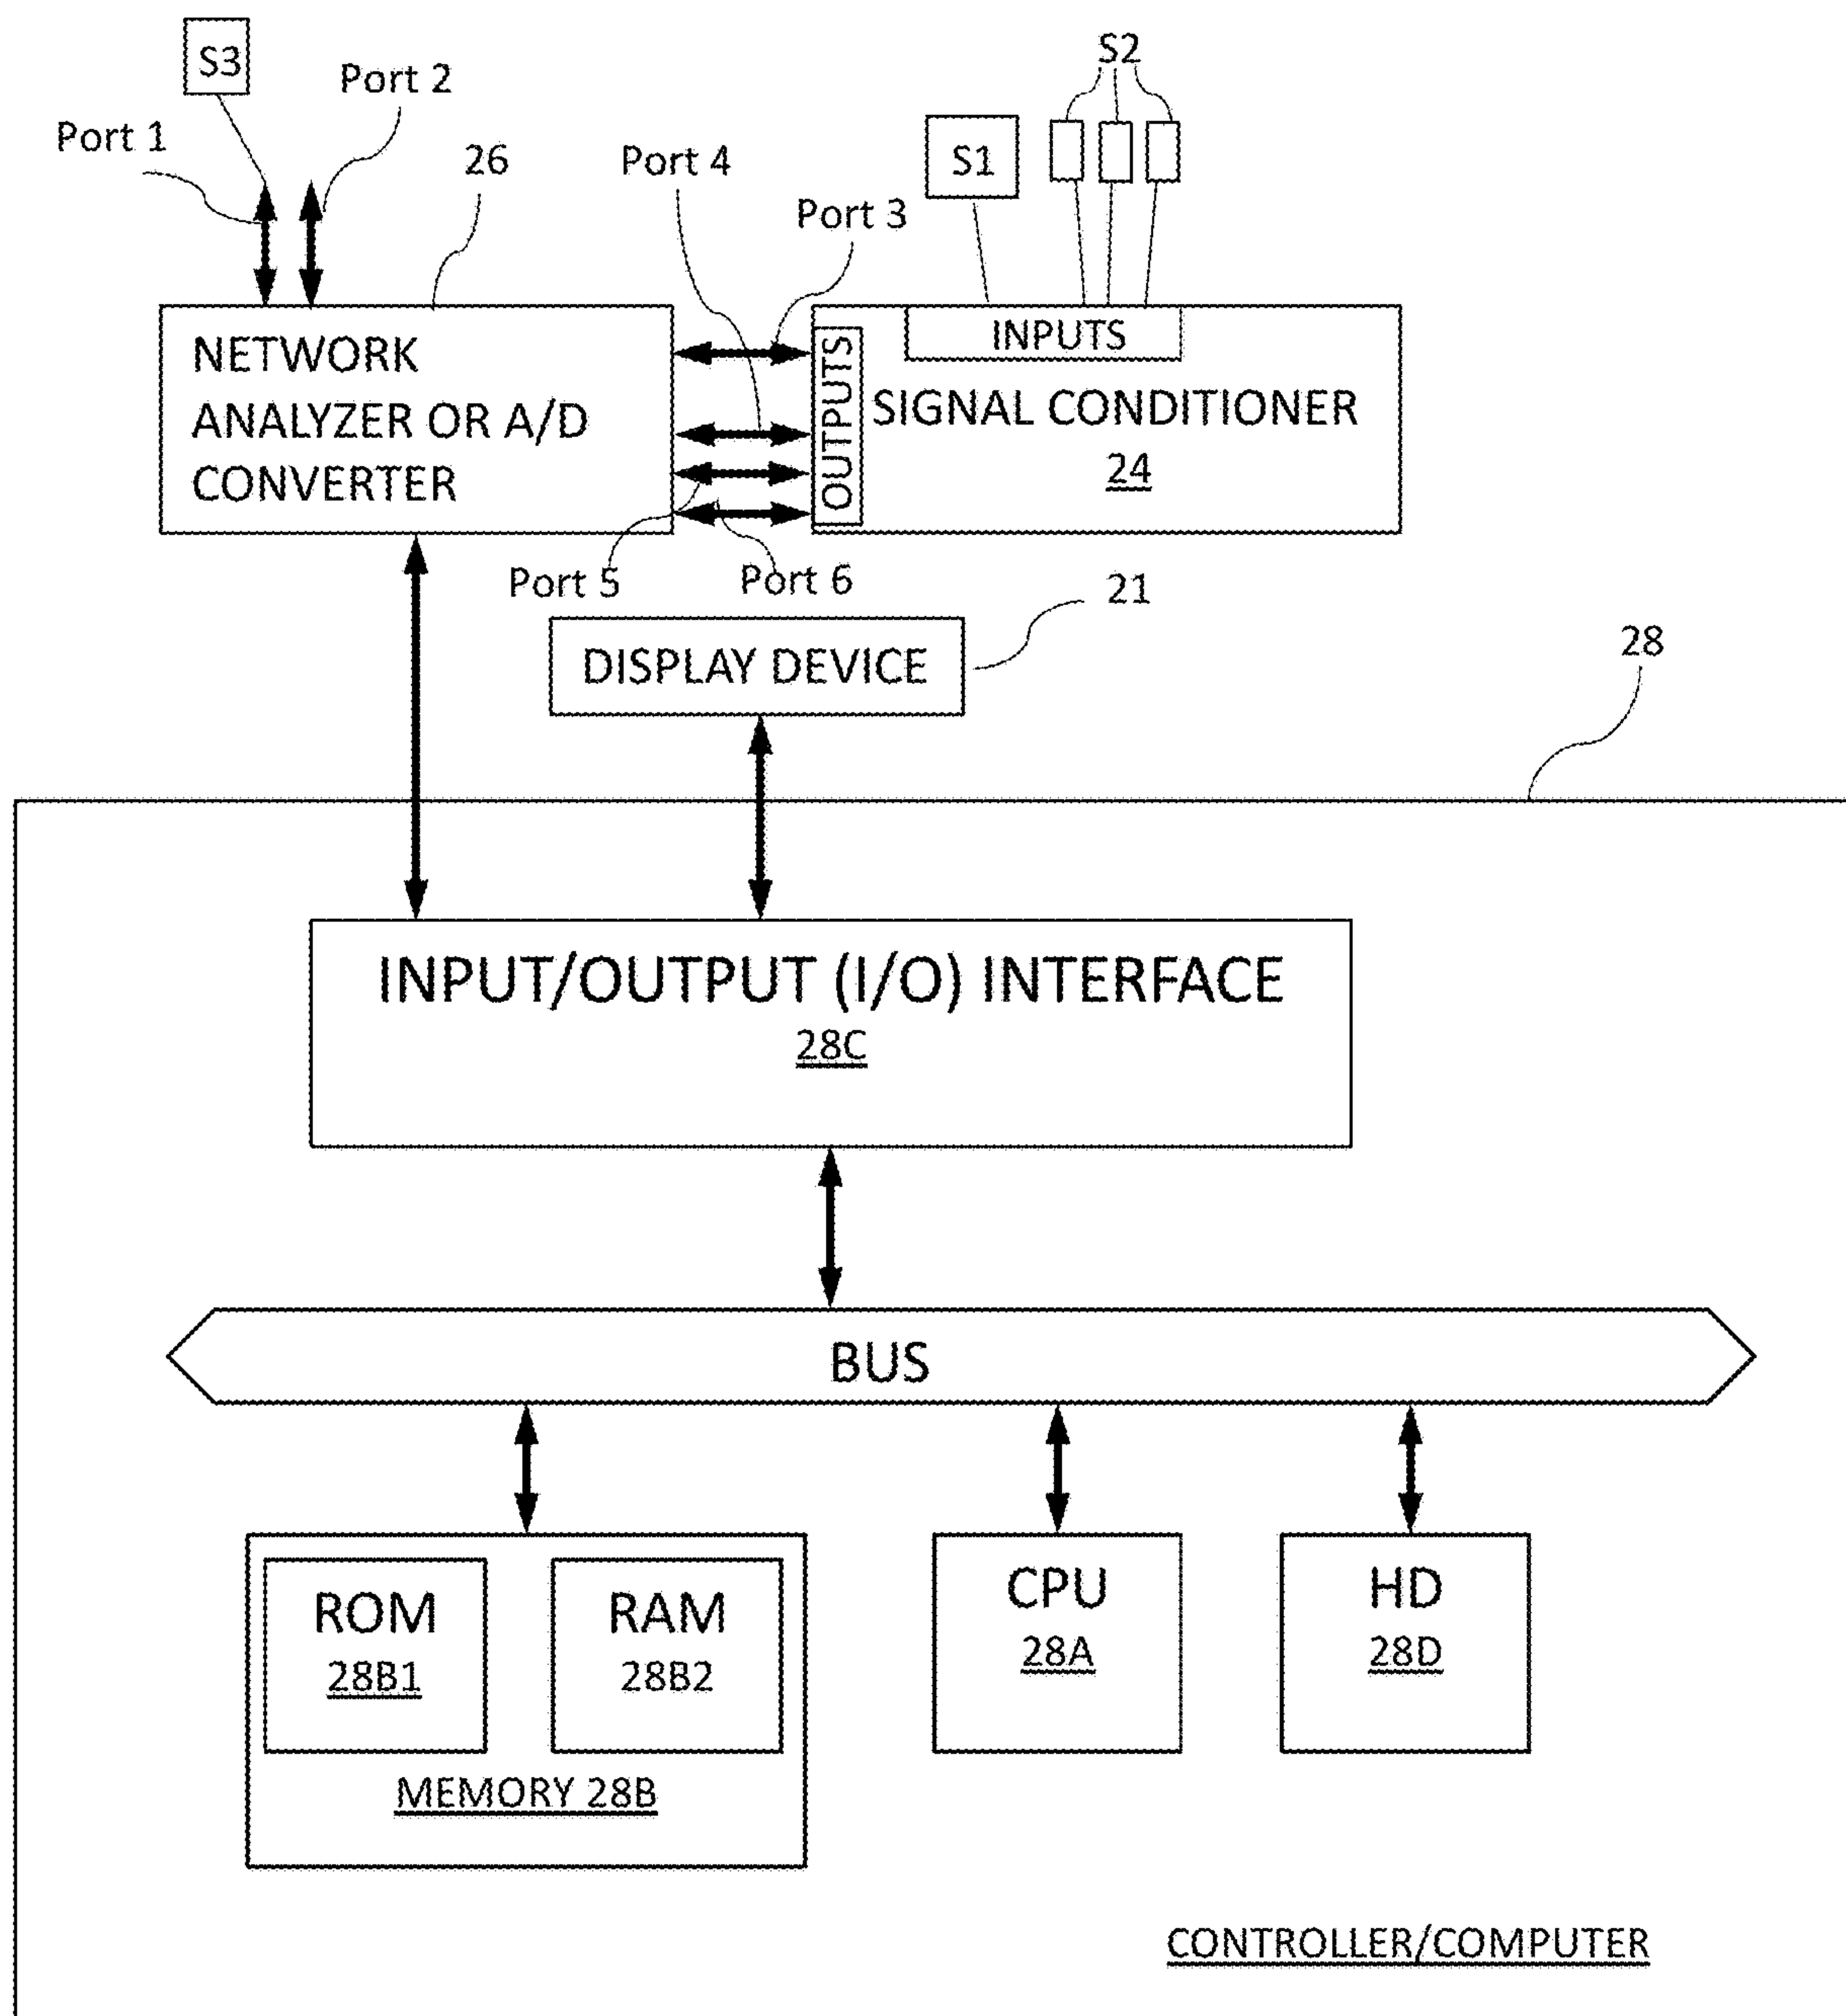 S3
Port 2
S2
Port 1
26
Port 4
S1
Port 3
INPUTS
NETWORK
ANALYZER OR A/D
CONVERTER
OUTPUTS
SIGNAL CONDITIONER
24
Port 5
Port 6
21
DISPLAY DEVICE
28
INPUT/OUTPUT (I/O) INTERFACE
28C
BUS
ROM
28B1
RAM
28B2
MEMORY 28B
CPU
28A
HD
28D
CONTROLLER/COMPUTER